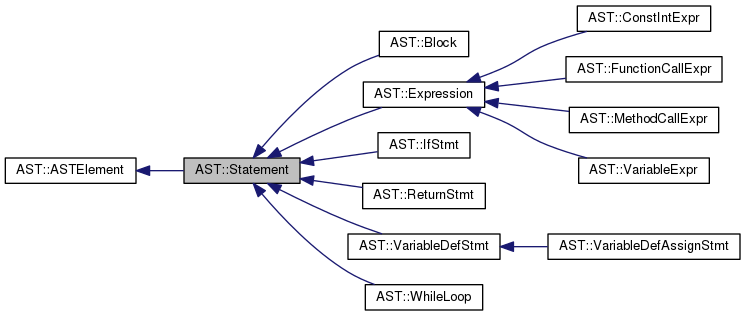 AST::ASTElement
AST::Statement
AST::Block
AST::Expression
AST::IfStmt
AST::ReturnStmt
AST::VariableDefStmt
AST::WhileLoop
AST::ConstIntExpr
AST::FunctionCallExpr
AST::MethodCallExpr
AST::VariableExpr
AST::VariableDefAssignStmt